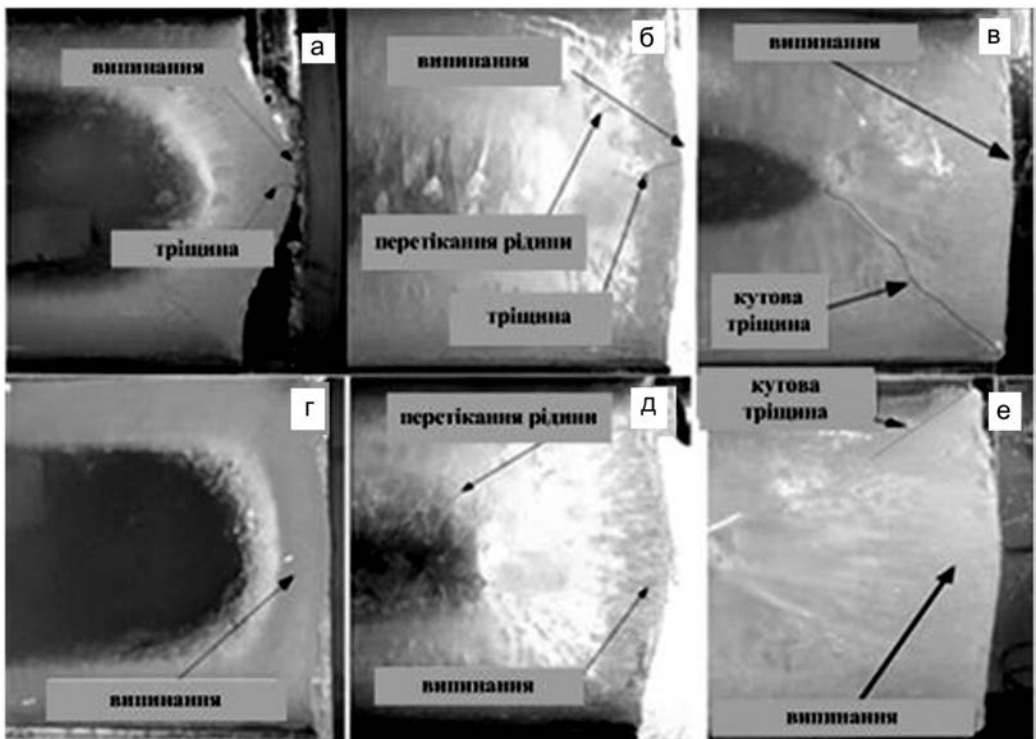 а
випинання
тріщина
б
випинання
перетікання рідини
тріщина
в
випинання
кутова
тріщина
г
випинання
д
перетікання рідини
випинання
е
кутова
тріщина
випинання